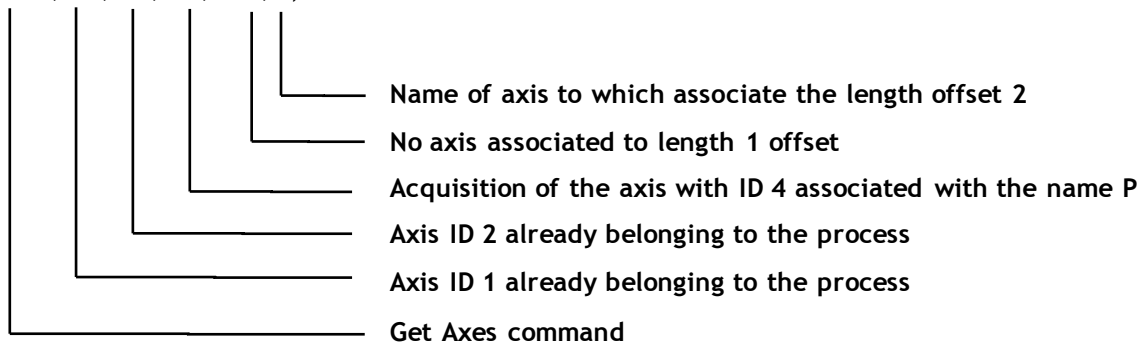 Name of axis to which associate the length offset 2
No axis associated to length 1 offset
Acquisition of the axis with ID 4 associated with the name P
Axis ID 2 already belonging to the process
Axis ID 1 already belonging to the process
Get Axes command